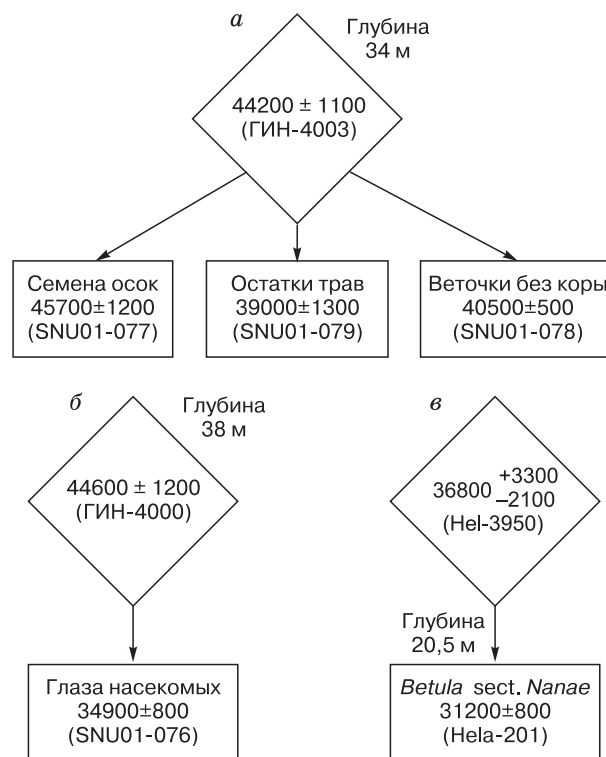 а
Глубина
34 м
44200 ± 1100
(ГИН-4003)
Семена осок
45700±1200
(SNU01-077)
Остатки трав
39000±1300
(SNU01-079)
Веточки без коры
40500±500
(SNU01-078)
б
Глубина
38 м
44600 ± 1200
(ГИН-4000)
Глаза насекомых
34900±800
(SNU01-076)
в
36800 +3300 –2100
(Hel-3950)
Глубина
20,5 м
Betula sect. Nanae
31200±800
(Hela-201)